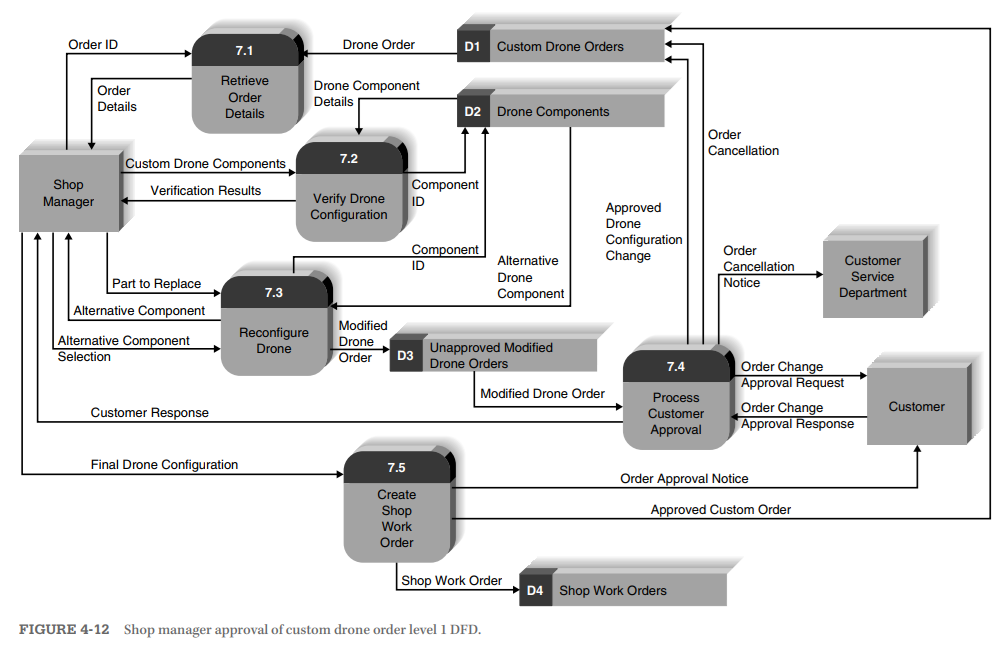 Order ID
7.1
Retrieve
Order
Details
Drone Order
D1 Custom Drone Orders
Order
Details
Drone Component
Details
D2 Drone Components
Order
Cancellation
Shop
Manager
Custom Drone Components
Verification Results
7.2
Verify Drone
Configuration
Component
ID
Component
ID
Approved
Drone
Configuration
Change
Alternative
Drone
Component
Order
Cancellation
Notice
Customer
Service
Department
Part to Replace
Alternative Component
Alternative Component
Selection
7.3
Reconfigure
Drone
Modified
Drone
Order
D3 Unapproved Modified
Drone Orders
Modified Drone Order
7.4
Process
Customer
Approval
Order Change
Approval Request
Order Change
Approval Response
Customer
Customer Response
Final Drone Configuration
7.5
Create
Shop
Work
Order
Order Approval Notice
Approved Custom Order
Shop Work Order
D4 Shop Work Orders
FIGURE 4-12 Shop manager approval of custom drone order level 1 DFD.